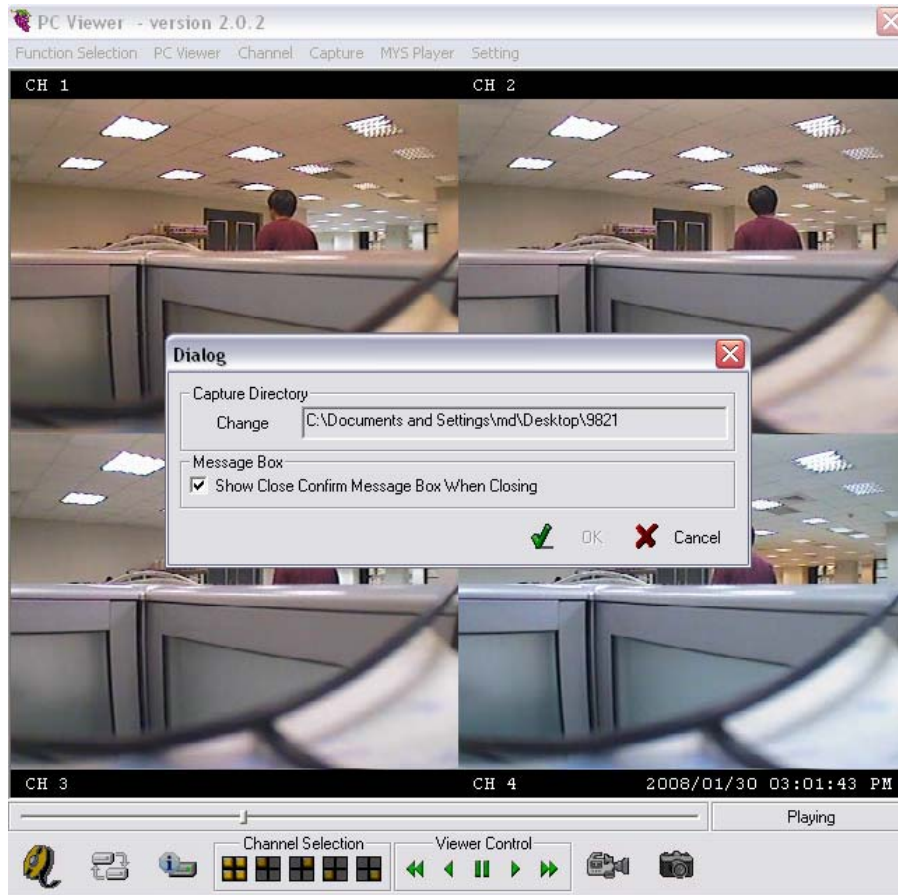 PC Viewer - version 2.0.2
Function Selection PC Viewer Channel Capture MYS Player Setting
CH 1
CH 2
Dialog
Capture Directory
Change C:\Documents and Settings\md\Desktop\9821
Message Box
Show Close Confirm Message Box When Closing
OK Cancel
CH 3
CH 4 2008/01/30 03:01:43 PM
Playing
Channel Selection Viewer Control